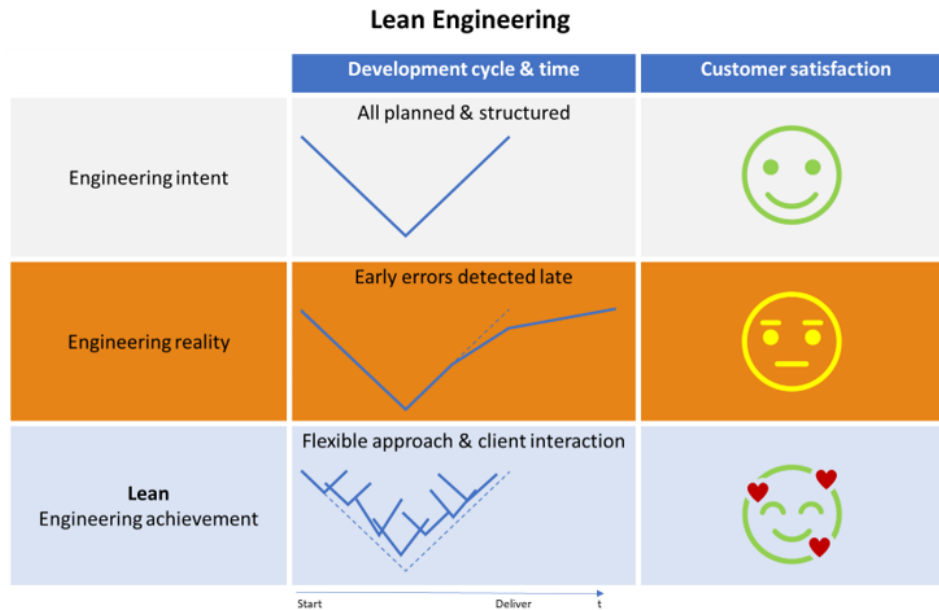 Lean Engineering
Development cycle & time
Customer satisfaction
Engineering intent
All planned & structured
Engineering reality
Early errors detected late
Lean
Engineering achievement
Flexible approach & client interaction
Start
Deliver
t